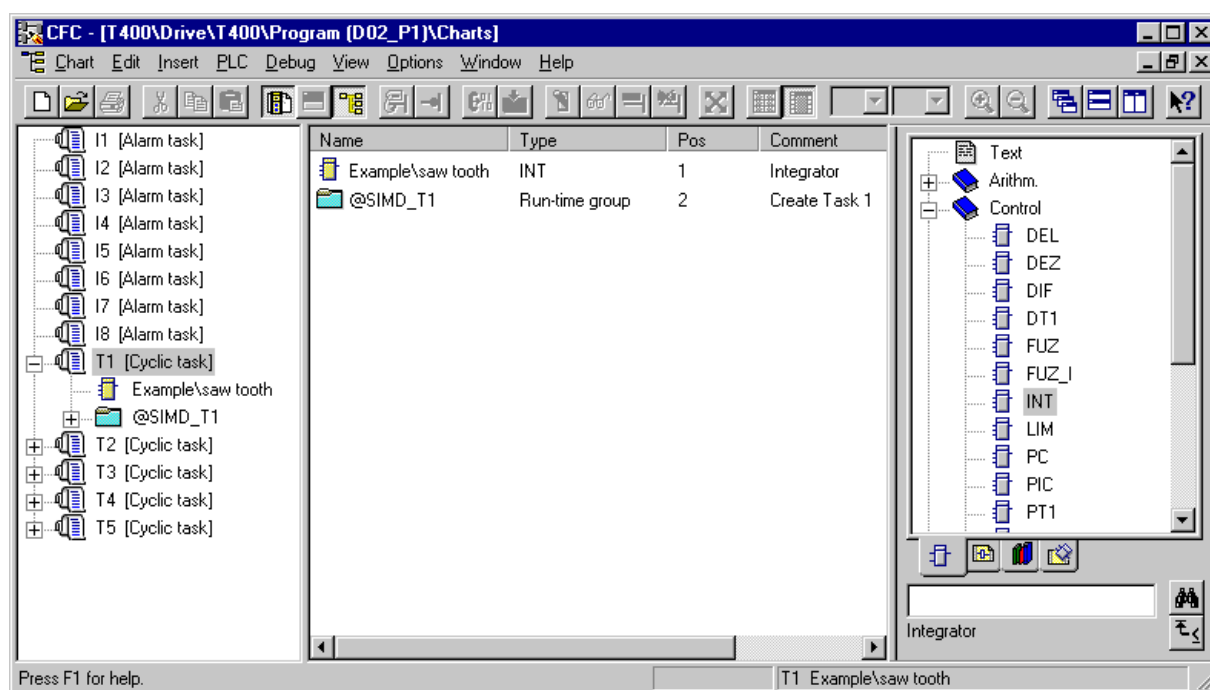 CFC - [T400\Drive\T400\Program (D02_P1)\Charts]
Chart Edit Insert PLC Debug View Options Window Help
I1 [Alarm task]
I2 [Alarm task]
I3 [Alarm task]
I4 [Alarm task]
I5 [Alarm task]
I6 [Alarm task]
I7 [Alarm task]
I8 [Alarm task]
T1 [Cyclic task]
Example\saw tooth
@SIMD_T1
T2 [Cyclic task]
T3 [Cyclic task]
T4 [Cyclic task]
T5 [Cyclic task]
Name Type Pos Comment
Example\saw tooth INT 1 Integrator
@SIMD_T1 Run-time group 2 Create Task 1
Text
Arithm.
Control
DEL
DEZ
DIF
DT1
FUZ
FUZ_I
INT
LIM
PC
PIC
PT1
Integrator
Press F1 for help.
T1 Example\saw tooth